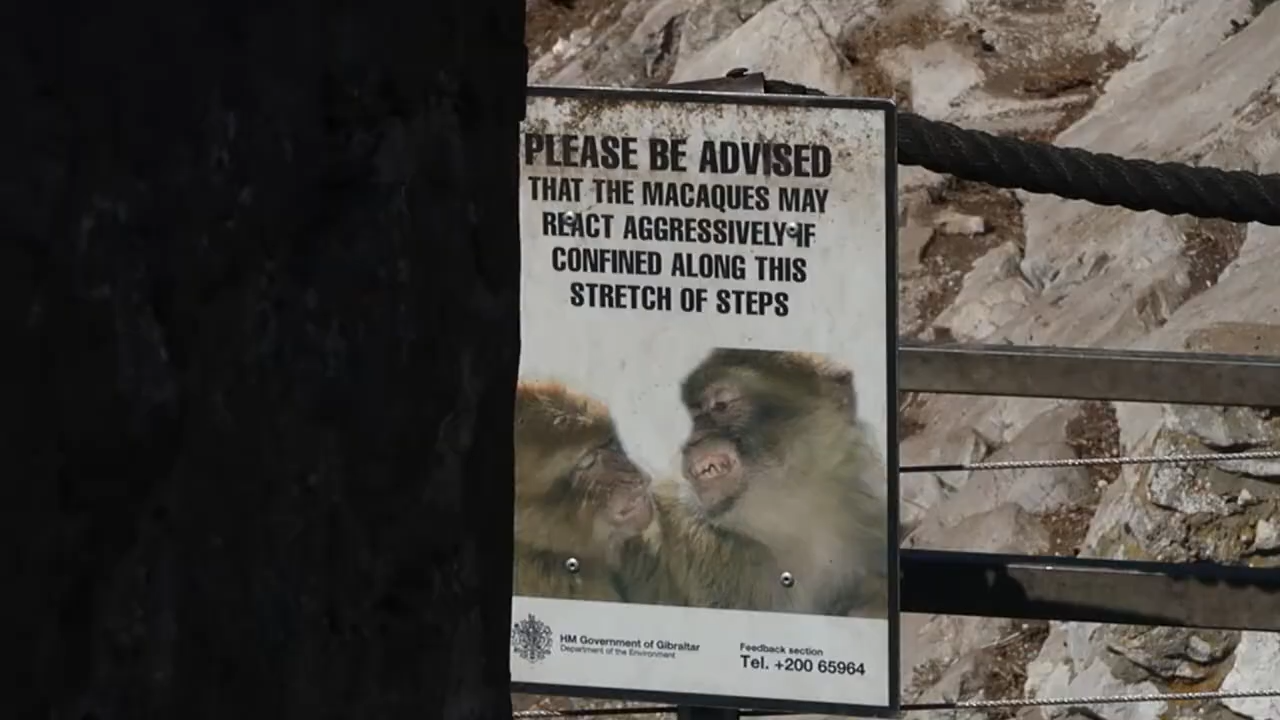 PLEASE BE ADVISED
THAT THE MACAQUES MAY
REACT AGGRESSIVELY IF
CONFINED ALONG THIS
STRETCH OF STEPS
HM Government of Gibraltar
Department of the Environment
Feedback section
Tel. +200 65964